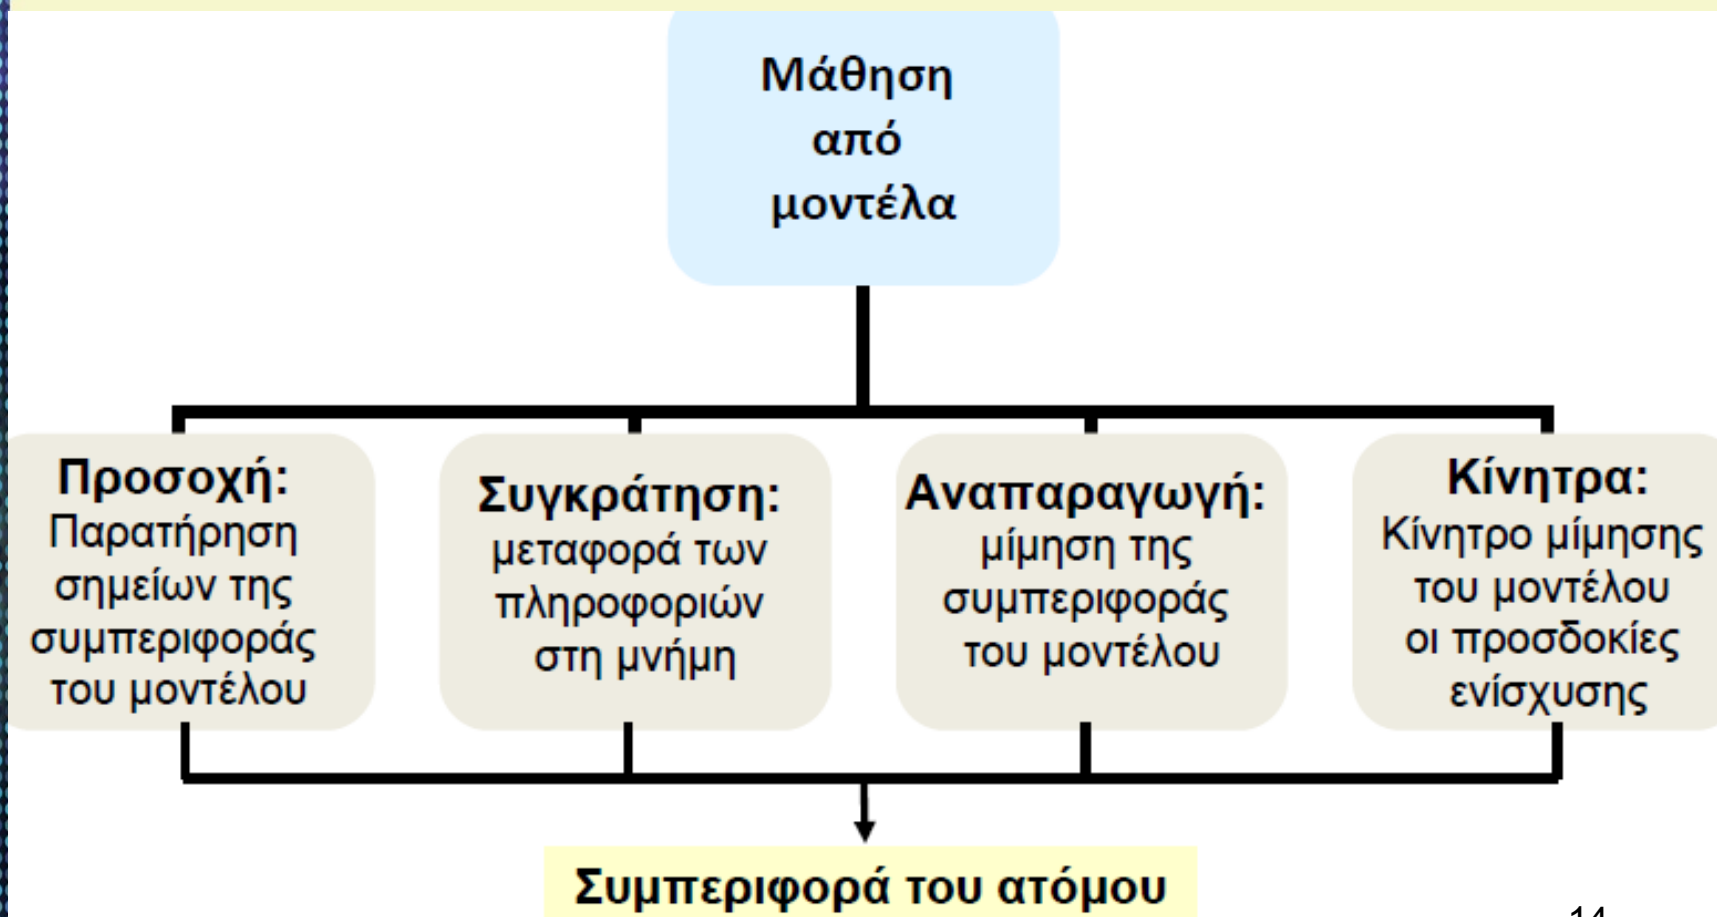 Μάθηση
από
μοντέλα
Προσοχή:
Παρατήρηση
σημείων της
συμπεριφοράς
του μοντέλου
Συγκράτηση:
μεταφορά των
πληροφοριών
στη μνήμη
Αναπαραγωγή:
μίμηση της
συμπεριφοράς
του μοντέλου
Κίνητρα:
Κίνητρο μίμησης
του μοντέλου
οι προσδοκίες
ενίσχυσης
Συμπεριφορά του ατόμου
14